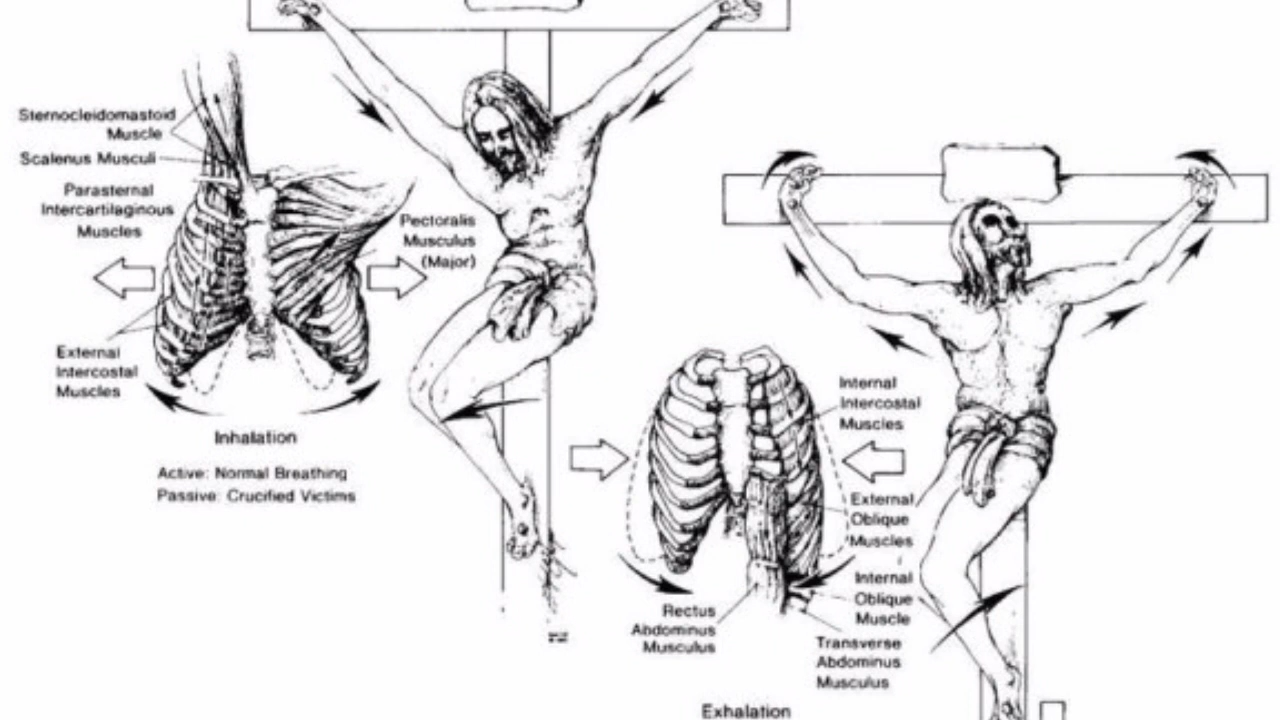 Sternocleidomastoid
Muscle
Scalenus Musculi
Parasternal
Intercartilaginous
Muscles
Pectoralis
Musculus
(Major)
External
Intercostal
Muscles
Inhalation
Active: Normal Breathing
Passive: Crucified Victims
Internal
Intercostal
Muscles
External
Oblique
Muscles
Internal
Oblique
Muscle
Rectus
Abdominus
Musculus
Transverse
Abdominus
Musculus
Exhalation